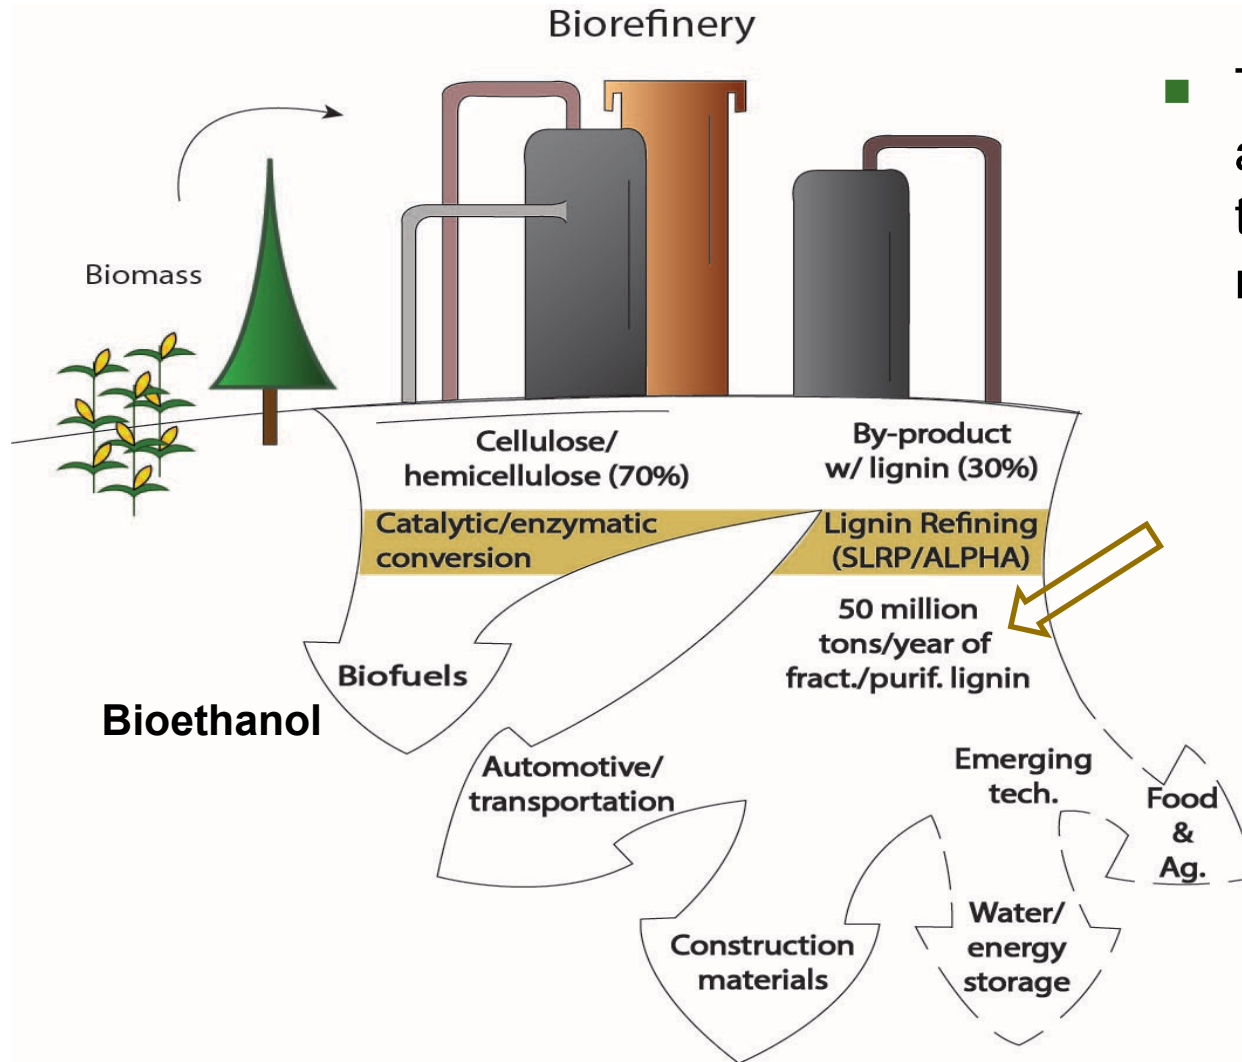 Biorefinery
Biomass
Cellulose/
hemicellulose (70%)
By-product
w/ lignin (30%)
Catalytic/enzymatic
conversion
Lignin Refining
(SLRP/ALPHA)
50 million
tons/year of
fract./purif. lignin
Biofuels
Bioethanol
Automotive/
transportation
Emerging
tech.
Food
&
Ag.
Construction
materials
Water/
energy
storage